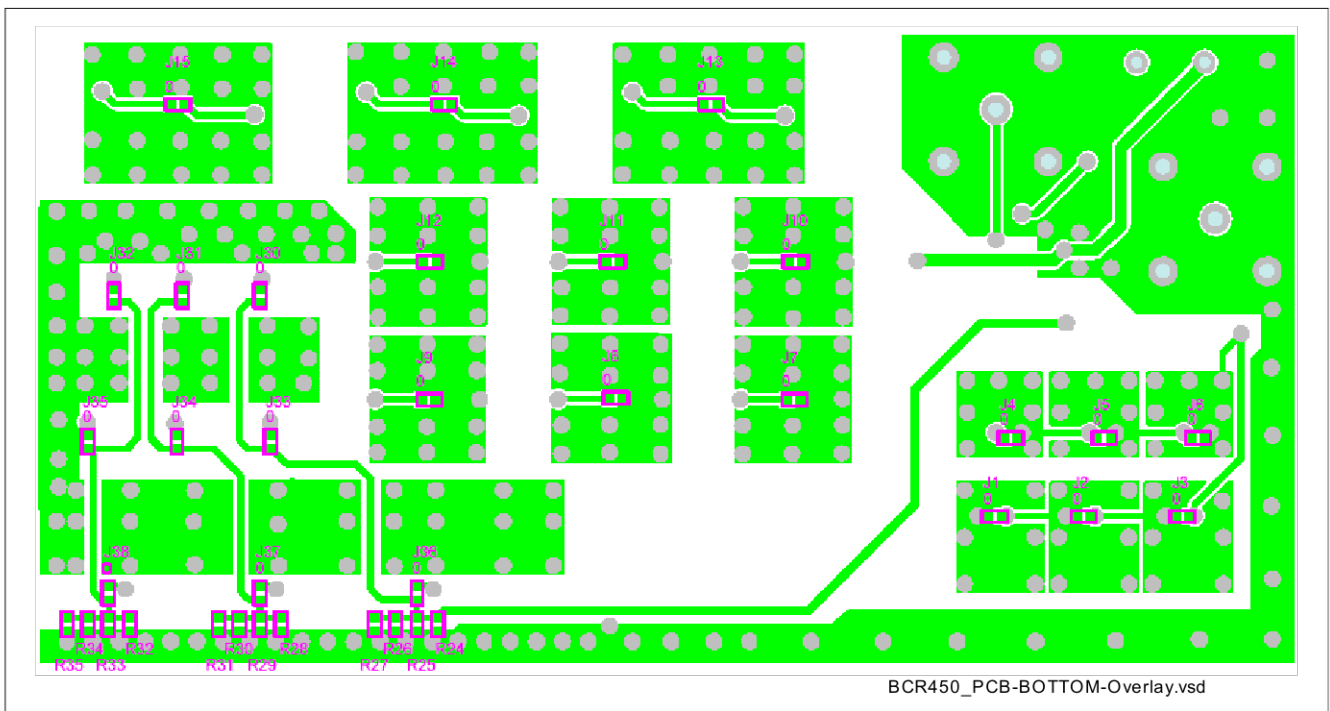 J15 J14 J13
0 0 0
J12 J11 J10
0 0 0
J32 J31 J30
0 0 0
J9 J8 J7
0 0 0
J35 J34 J33 J4 J5 J6
0 0 0 0 0 0
J1 J2 J3
0 0 0
J38 J37 J36
0 0 0
R34 R32 R30 R28 R26 R24
R35 R33 R31 R29 R27 R25
BCR450_PCB-BOTTOM-Overlay.vsd